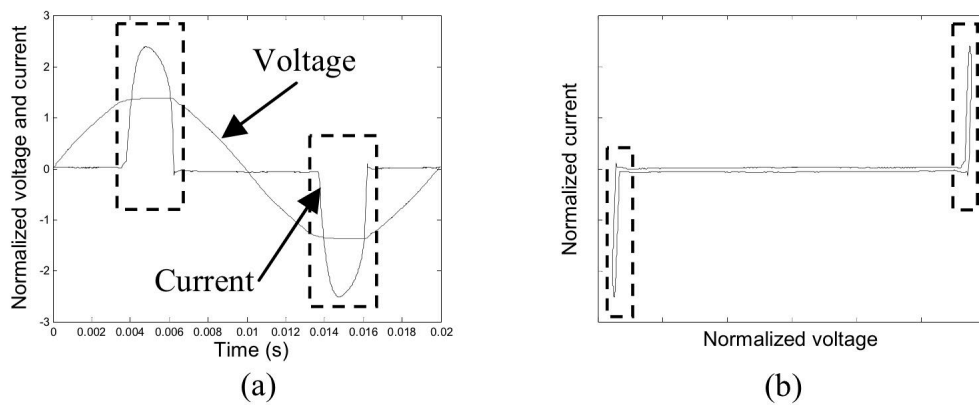 Normalized voltage and current
3
2
1
0
-1
-2
-3
Voltage
Current
0 0.002 0.004 0.006 0.008 0.01 0.012 0.014 0.016 0.018 0.02
Time (s)
(a)
Normalized current
Normalized voltage
(b)